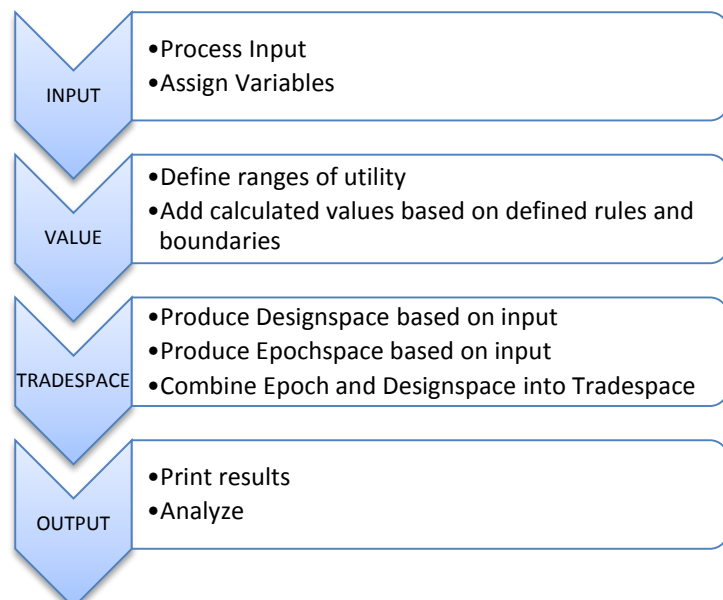 INPUT
•Process Input
•Assign Variables
VALUE
•Define ranges of utility
•Add calculated values based on defined rules and
boundaries
TRADESPACE
•Produce Designspace based on input
•Produce Epochspace based on input
•Combine Epoch and Designspace into Tradespace
OUTPUT
•Print results
•Analyze